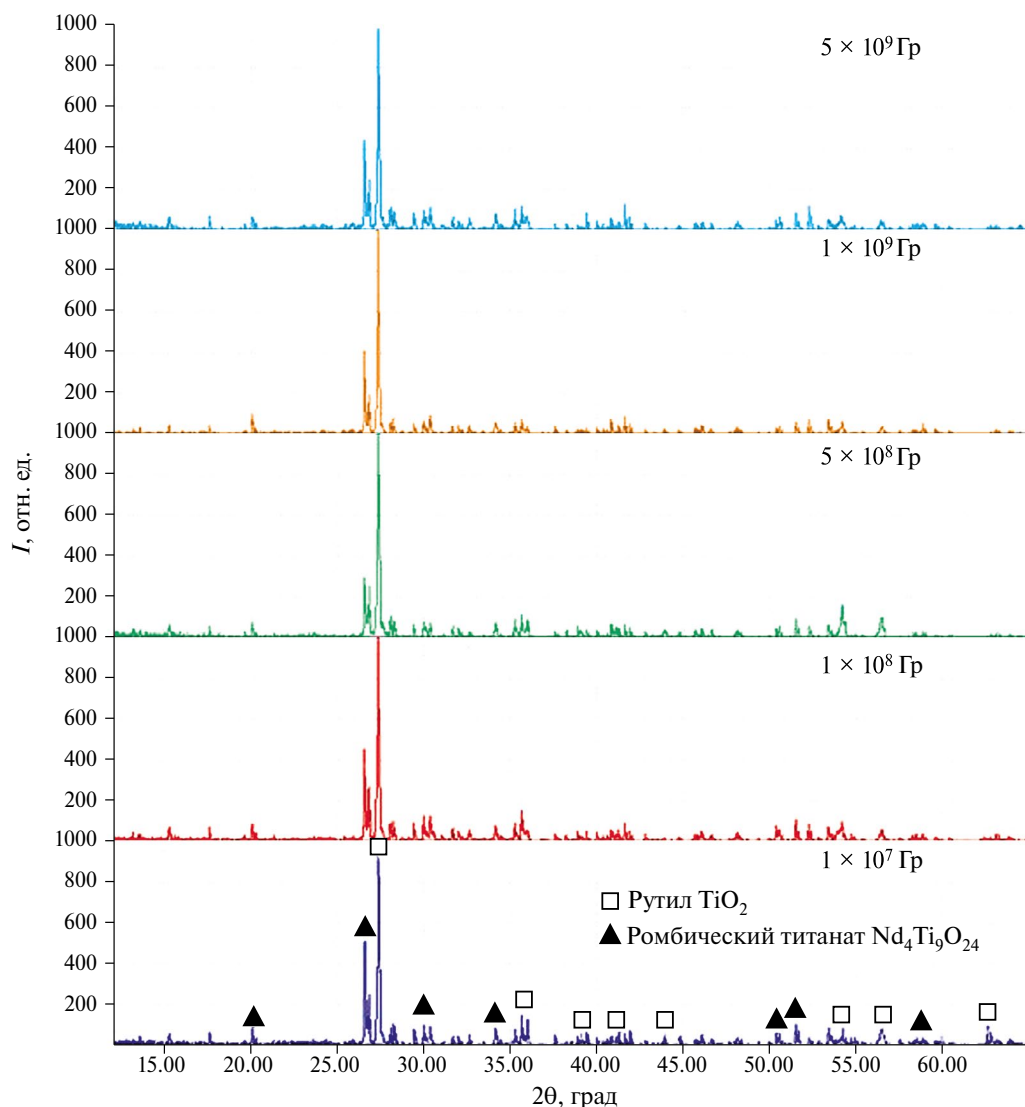 1000
800
600
400
200
1000
800
600
400
200
1000
800
600
400
200
1000
800
600
400
200
1000
800
600
400
200
I, отн. ед.
5 × 10⁹ Гр
1 × 10⁹ Гр
5 × 10⁸ Гр
1 × 10⁸ Гр
1 × 10⁷ Гр
Рутил TiO₂
Ромбический титанат Nd₄Ti₉O₂₄
15.00 20.00 25.00 30.00 35.00 40.00 45.00 50.00 55.00 60.00
2θ, град